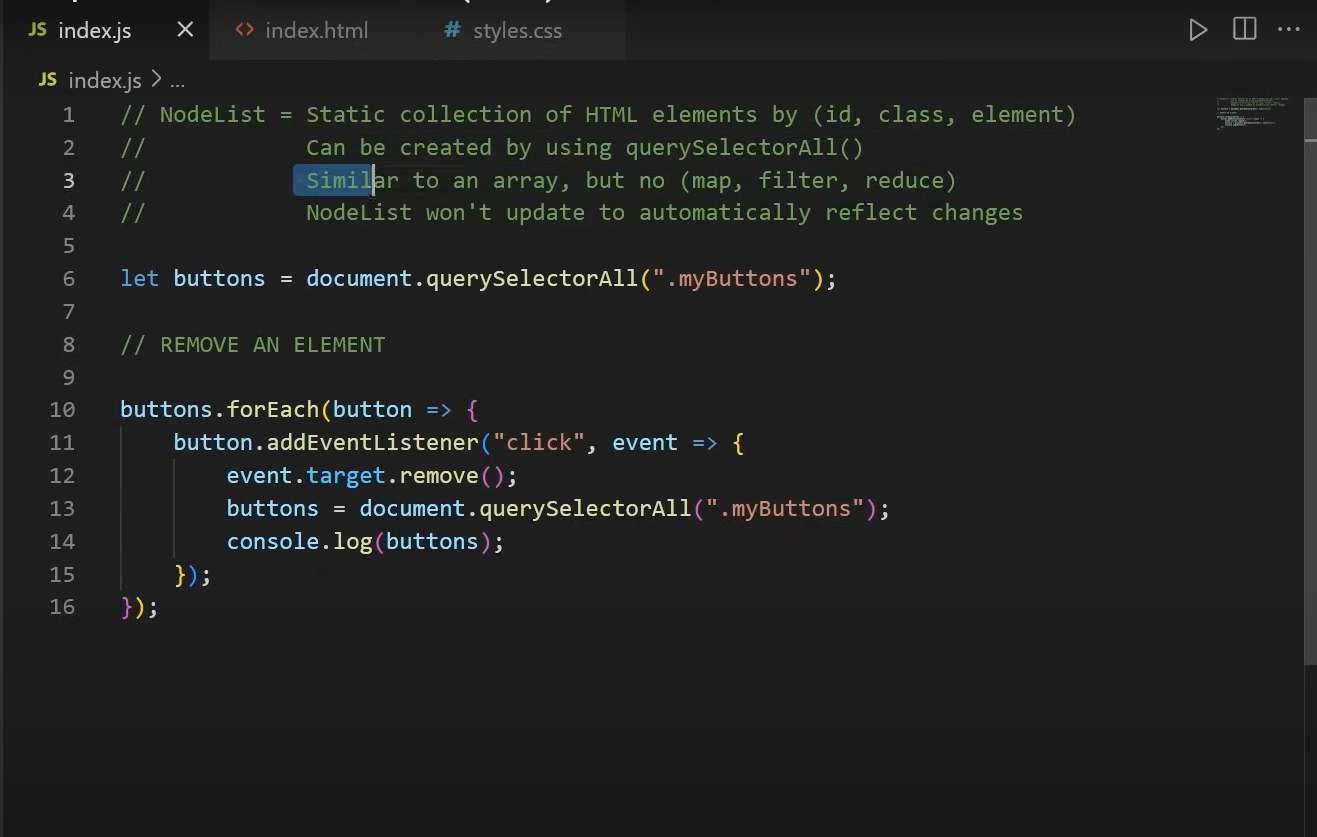 JS index.js × <> index.html # styles.css ...
JS index.js > ...
1 // NodeList = Static collection of HTML elements by (id, class, element)
2 //            Can be created by using querySelectorAll()
3 //            Similar to an array, but no (map, filter, reduce)
4 //            NodeList won't update to automatically reflect changes
5
6 let buttons = document.querySelectorAll(".myButtons");
7
8 // REMOVE AN ELEMENT
9
10 buttons.forEach(button => {
11     button.addEventListener("click", event => {
12         event.target.remove();
13         buttons = document.querySelectorAll(".myButtons");
14         console.log(buttons);
15     });
16 });